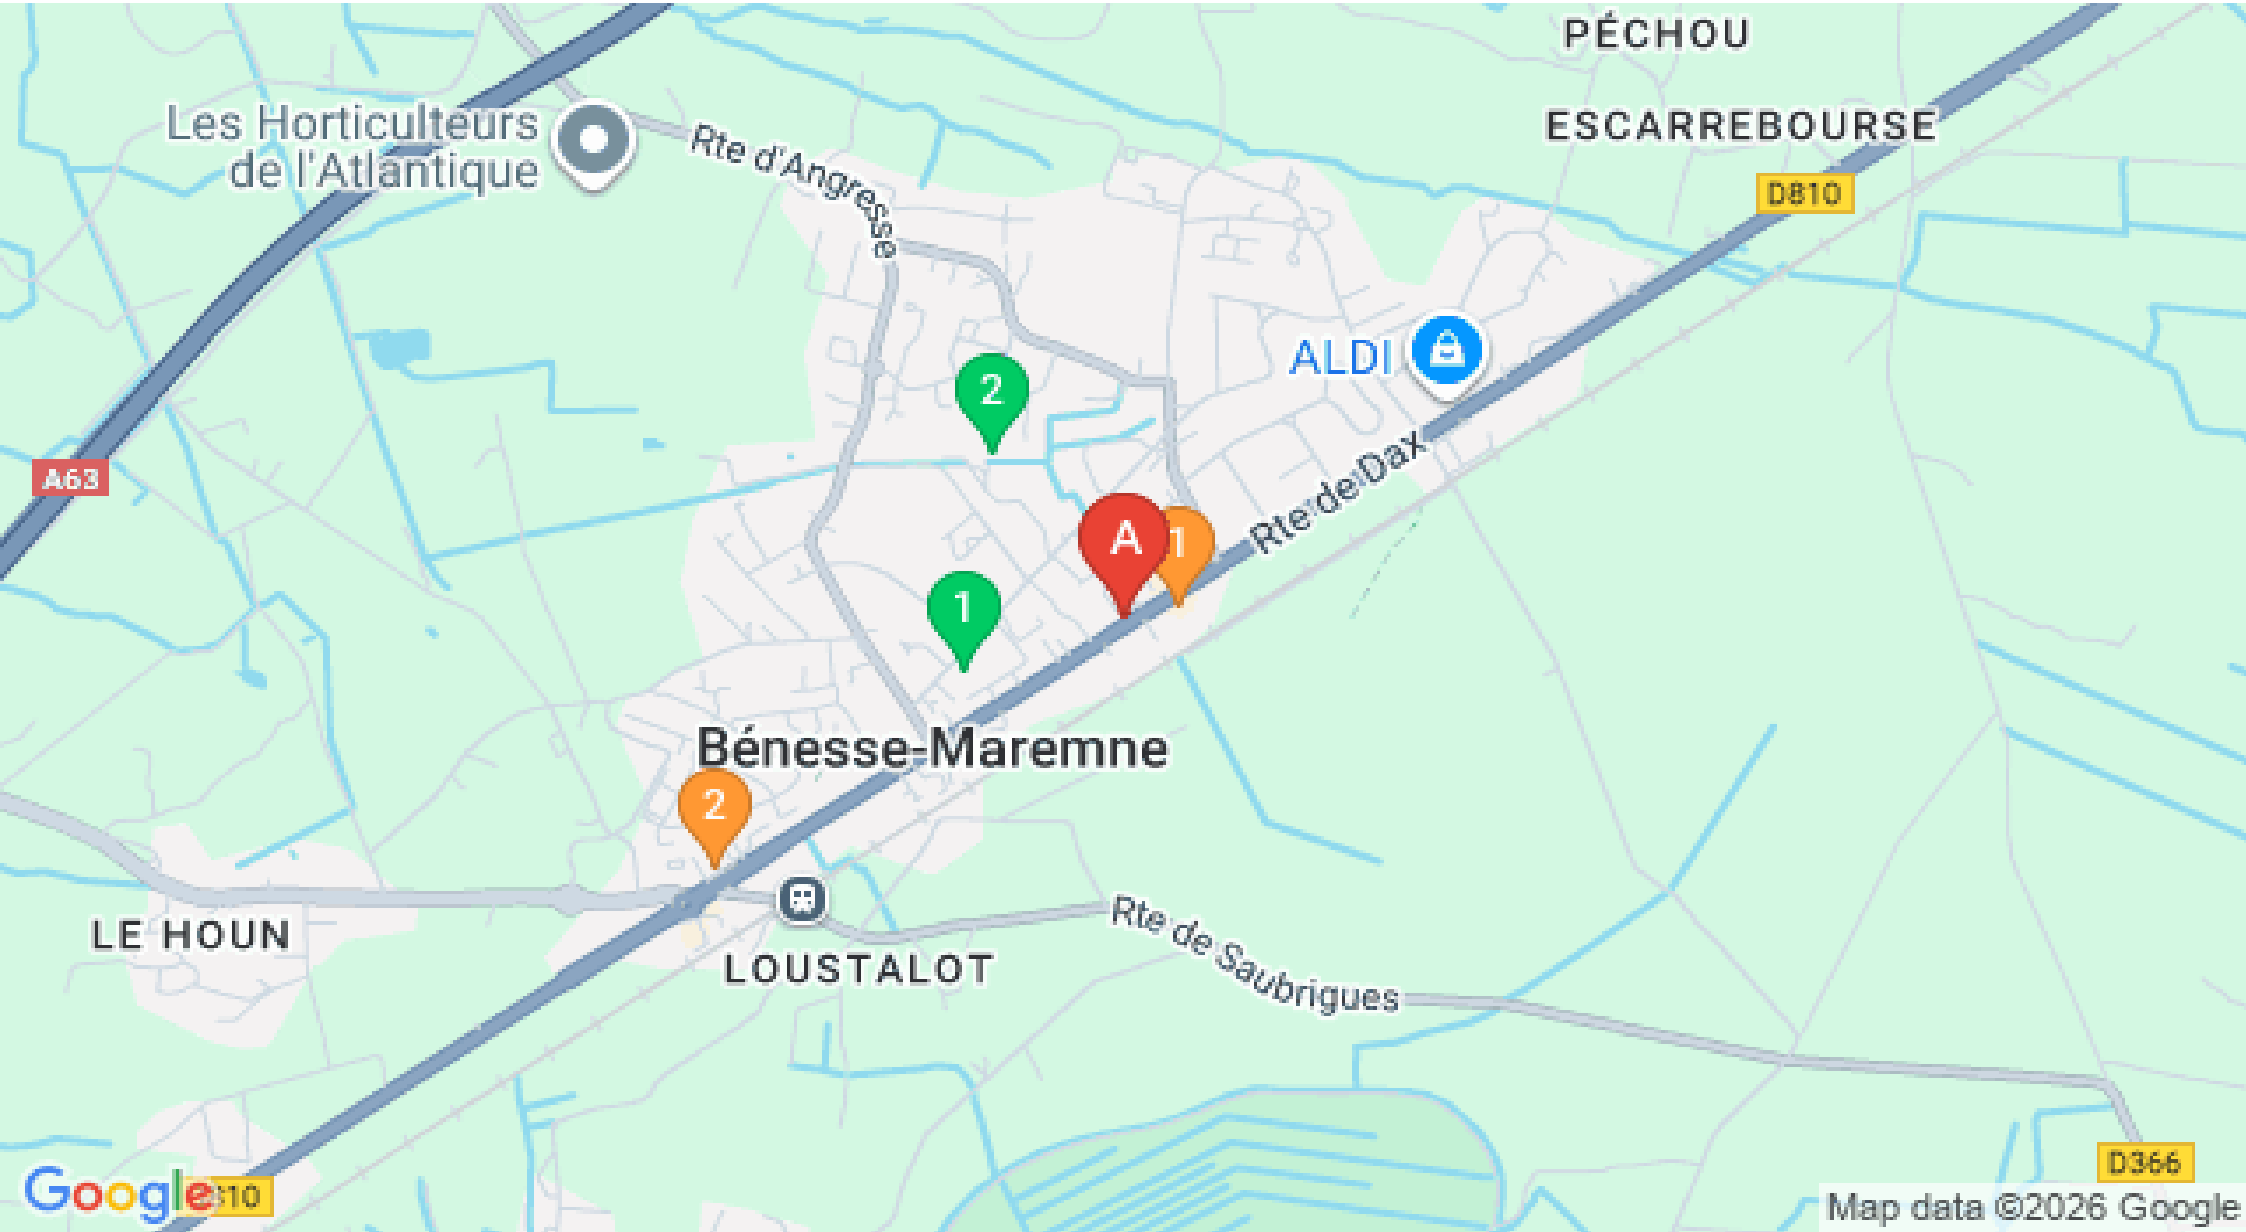 PÉCHOU
Les Horticulteurs
de l'Atlantique
Rte d'Angresse
ESCARREBOURSE
D810
ALDI
2
Rte de Dax
A63
A
1
1
Bénesse-Maremne
2
LE HOUN
LOUSTALOT
Rte de Saubrigues
D366
Google
Map data ©2026 Google